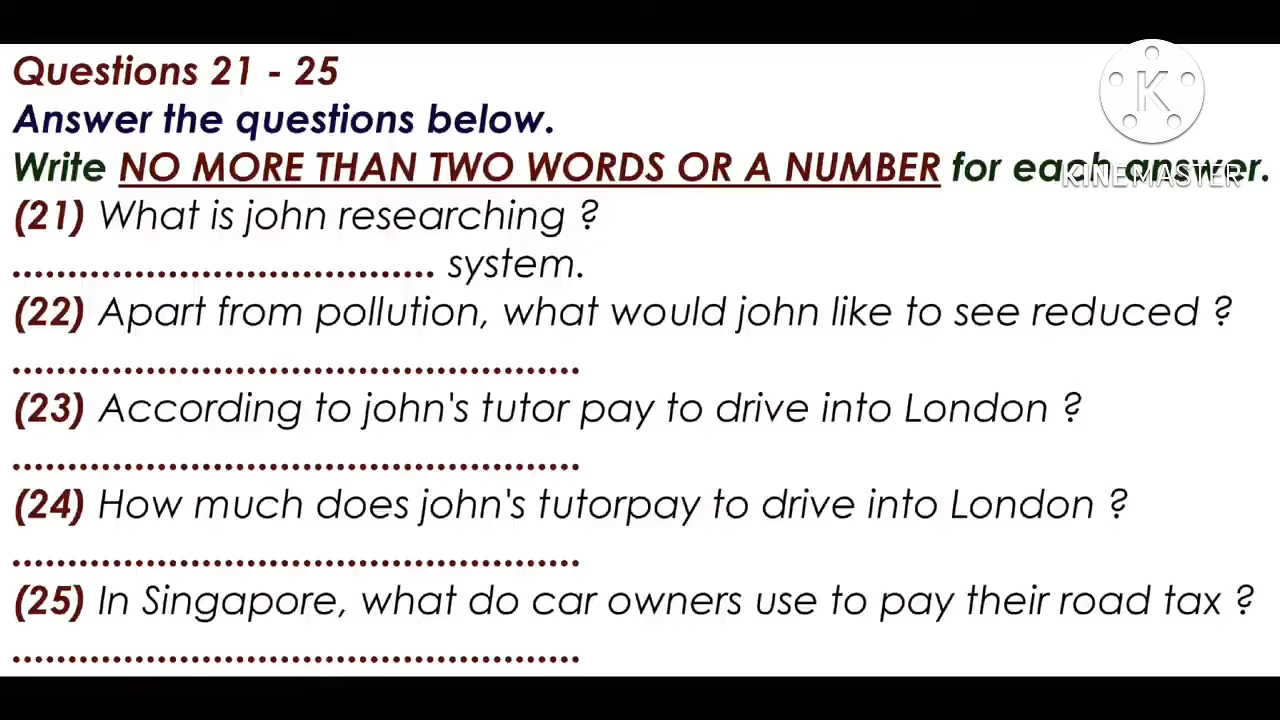 Questions 21 - 25
Answer the questions below.
Write NO MORE THAN TWO WORDS OR A NUMBER for each answer.
KINEMASTER
(21) What is john researching ?
.................................... system.
(22) Apart from pollution, what would john like to see reduced ?
.................................................
(23) According to john's tutor pay to drive into London ?
.................................................
(24) How much does john's tutorpay to drive into London ?
.................................................
(25) In Singapore, what do car owners use to pay their road tax ?
.................................................